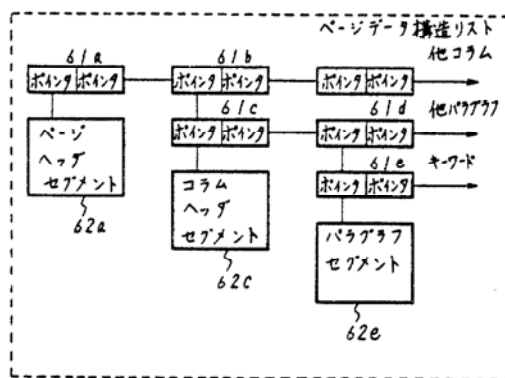 ページデータ構造リスト
61a 61b 他コラム
ポインタ ポインタ ポインタ ポインタ ポインタ ポインタ
61c 61d 他パラグラフ
ポインタ ポインタ ポインタ ポインタ
ページ
ヘッダ
セグメント
61e キーワード
ポインタ ポインタ
コラム
ヘッダ
セグメント
62a
パラグラフ
セグメント
62c
62e